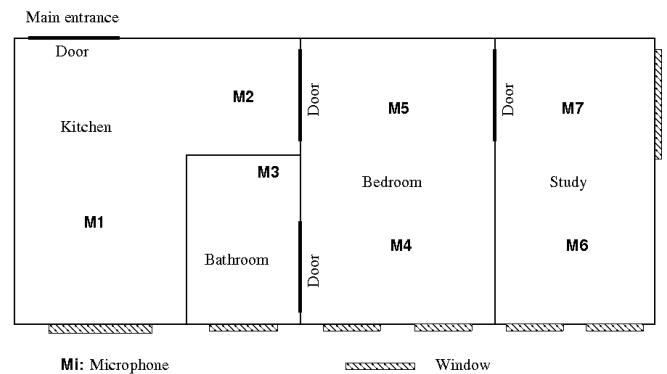 Main entrance
Door
M2
Door
M5
Door
M7
Kitchen
M3
Bedroom
Study
M1
M4
M6
Bathroom
Door
Mi: Microphone
Window